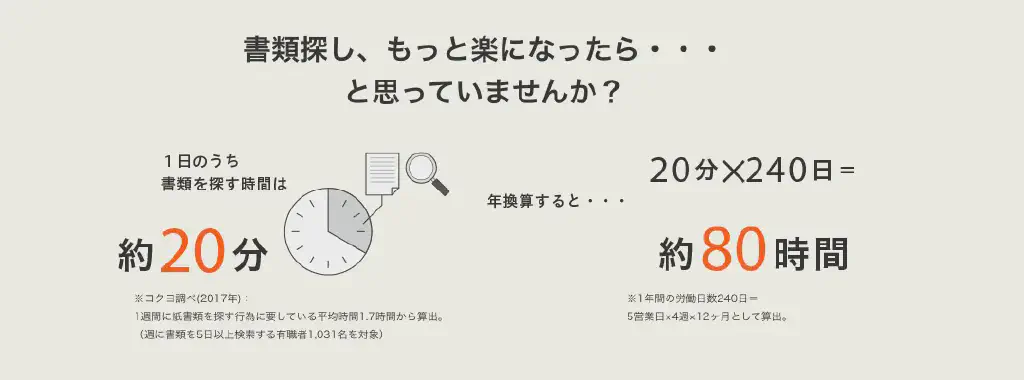 書類探し、もっと楽になったら・・・
と思っていませんか？
１日のうち
書類を探す時間は
約20分
※コクヨ調べ(2017年)：
1週間に紙書類を探す行為に要している平均時間1.7時間から算出。
（週に書類を5日以上検索する有職者1,031名を対象）
年換算すると・・・
20分×240日＝
約80時間
※1年間の労働日数240日＝
5営業日×4週×12ヶ月として算出。